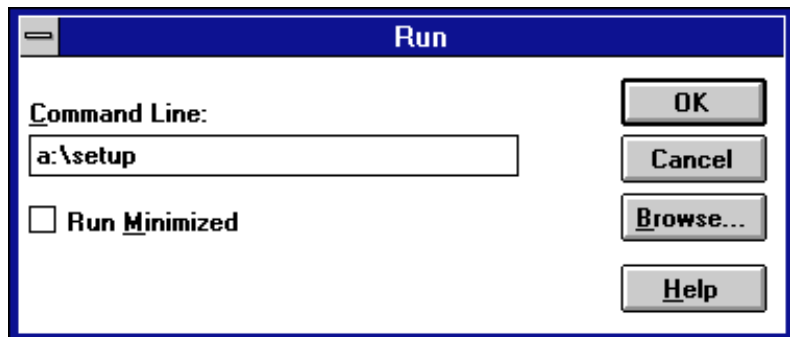 Run
Command Line:
a:\setup
Run Minimized
OK
Cancel
Browse...
Help